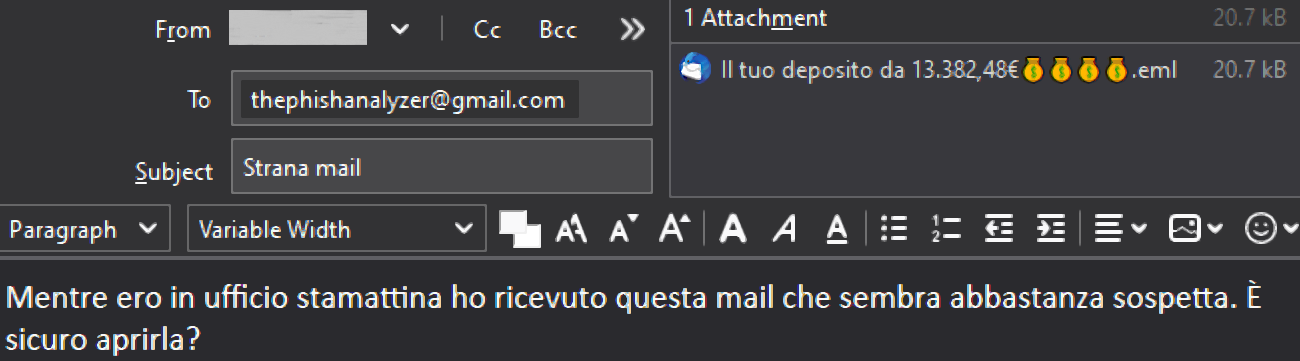 From Cc Bcc
1 Attachment 20.7 kB
Il tuo deposito da 13.382,48€💰💰💰💰.eml 20.7 kB
To thephishanalyzer@gmail.com
Subject Strana mail
Paragraph Variable Width
Mentre ero in ufficio stamattina ho ricevuto questa mail che sembra abbastanza sospetta. È
sicuro aprirla?